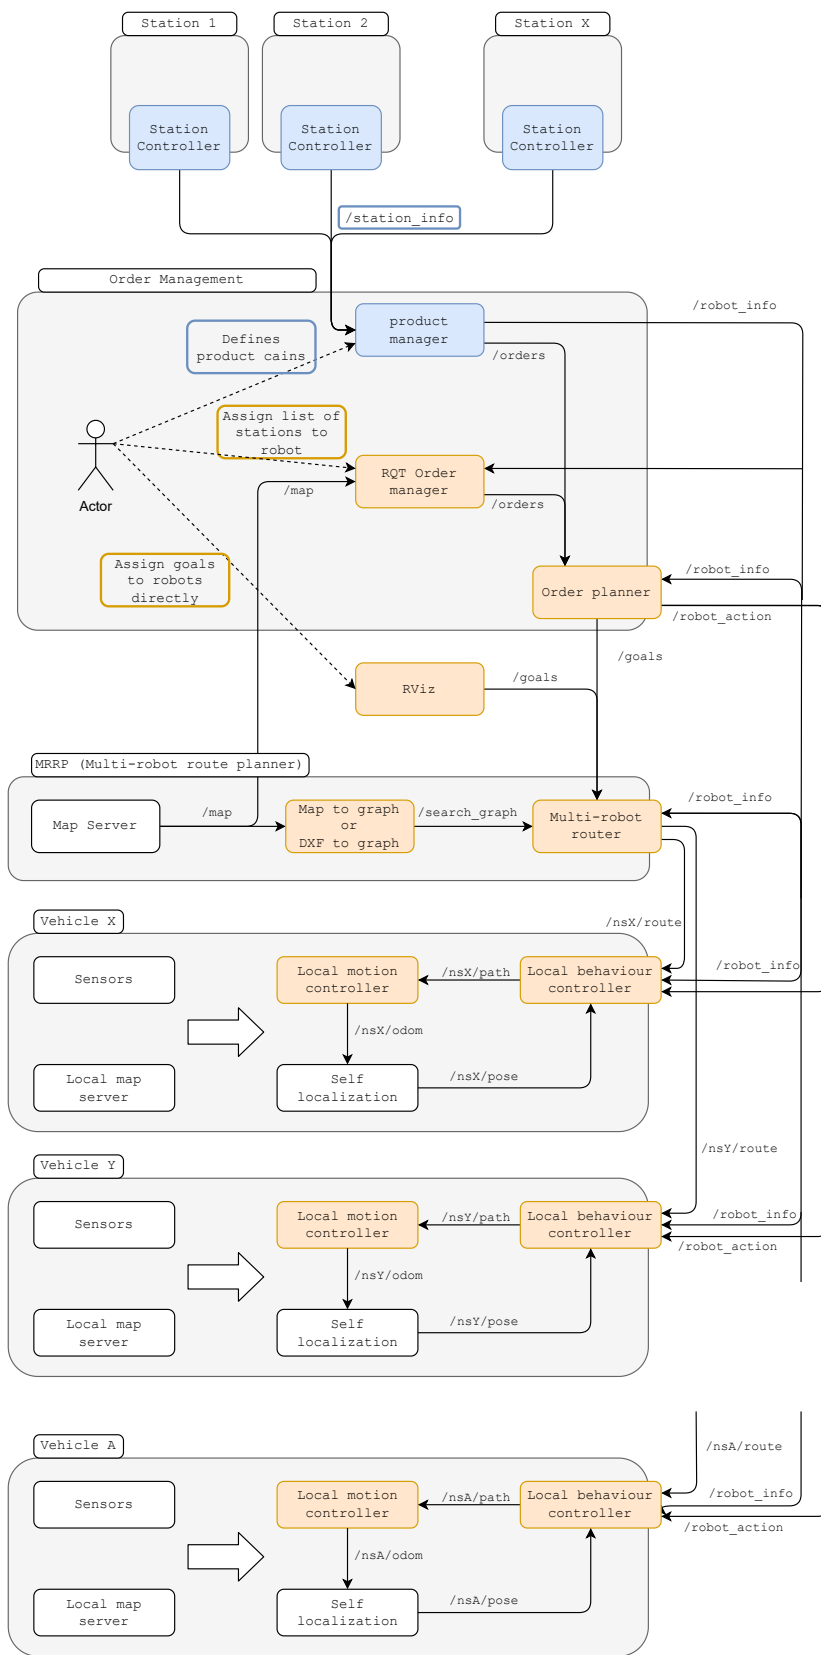 Station 1
Station 2
Station X
Station
Controller
Station
Controller
Station
Controller
/station_info
Order Management
/robot_info
product
manager
Defines
product cains
/orders
Assign list of
stations to
robot
RQT Order
manager
/map
/orders
Actor
Assign goals
to robots
directly
/robot_info
Order planner
/robot_action
/goals
RViz
/goals
MRRP (Multi-robot route planner)
/robot_info
Map Server
/map
Map to graph
or
DXF to graph
/search_graph
Multi-robot
router
Vehicle X
/nsX/route
Sensors
Local motion
controller
/nsX/path
Local behaviour
controller
/robot_info
/nsX/odom
Local map
server
Self
localization
/nsX/pose
/nsY/route
Vehicle Y
Sensors
Local motion
controller
/nsY/path
Local behaviour
controller
/robot_info
/robot_action
/nsY/odom
Local map
server
Self
localization
/nsY/pose
Vehicle A
/nsA/route
Sensors
Local motion
controller
/nsA/path
Local behaviour
controller
/robot_info
/robot_action
/nsA/odom
Local map
server
Self
localization
/nsA/pose